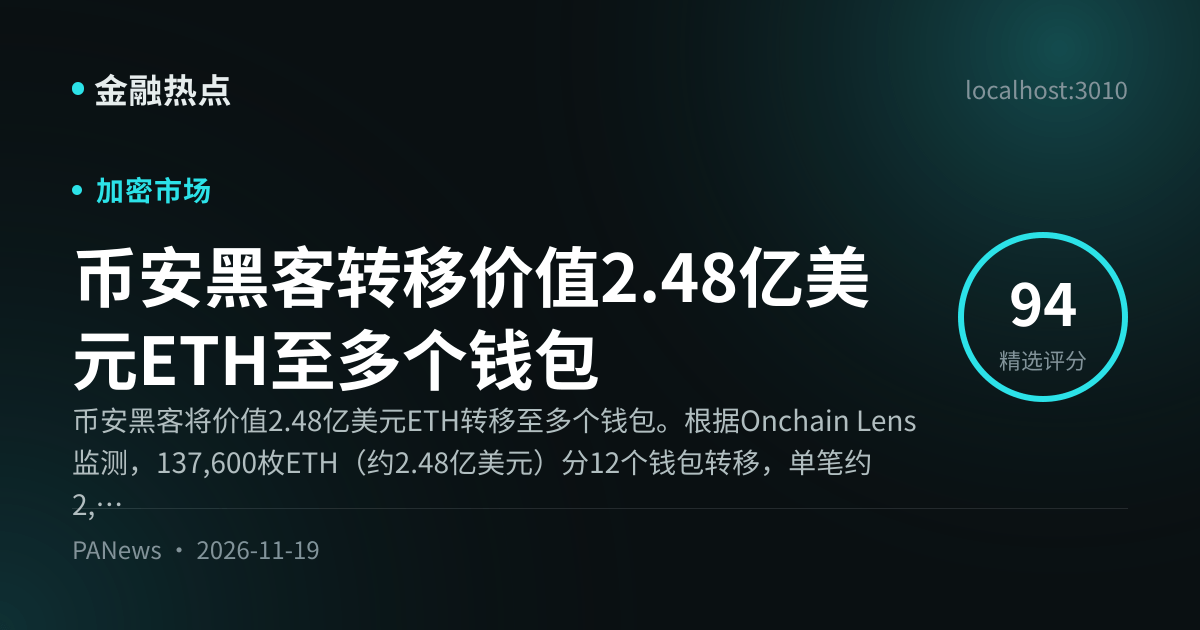 金融热点
localhost:3010
加密市场
币安黑客转移价值2.48亿美
元ETH至多个钱包
94
精选评分
币安黑客将价值2.48亿美元ETH转移至多个钱包。根据Onchain Lens
监测，137,600枚ETH（约2.48亿美元）分12个钱包转移，单笔约
2,…
PANews • 2026-11-19